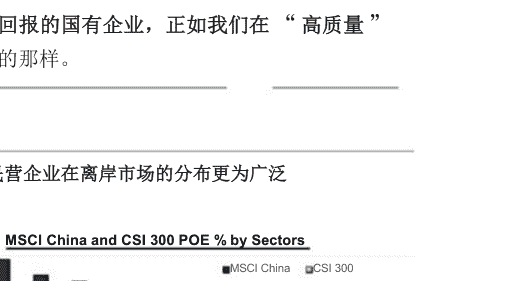 回报的国有企业，正如我们在 “高质量”
的那样。
营企业在离岸市场的分布更为广泛
MSCI China and CSI 300 POE % by Sectors
MSCI China CSI 300